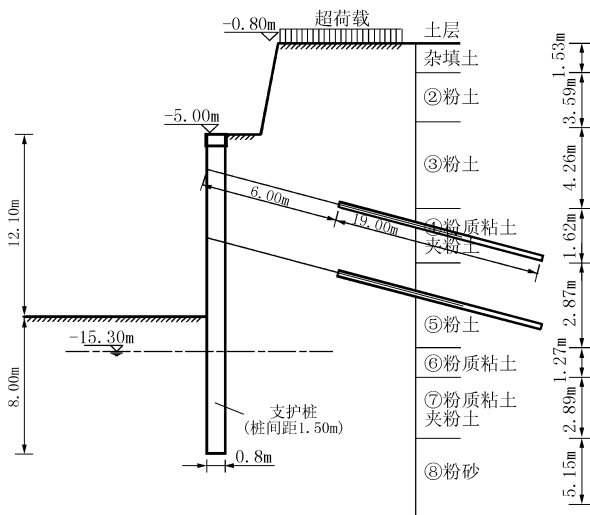 超荷载
-0.80m
土层
杂填土
1.53m
②粉土
3.59m
-5.00m
③粉土
4.26m
6.00m
19.00m
④粉质粘土
夹粉土
1.62m
12.10m
2.87m
⑤粉土
-15.30m
⑥粉质粘土
1.27m
⑦粉质粘土
夹粉土
2.89m
8.00m
支护桩
(桩间距1.50m)
0.8m
⑧粉砂
5.15m